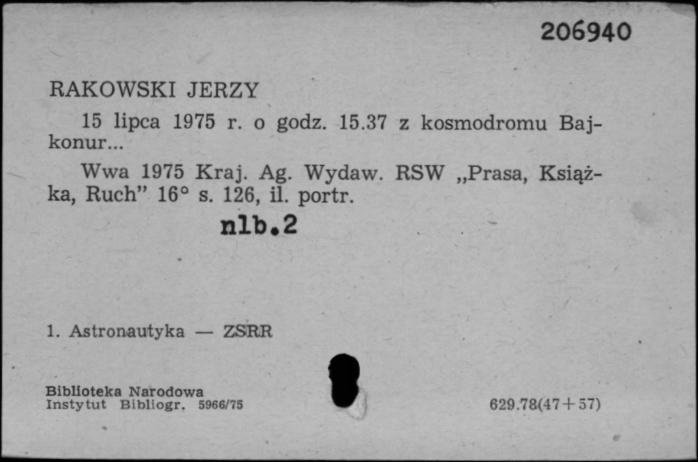 206940
RAKOWSKI JERZY
15 lipca 1975 r. o godz. 15.37 z kosmodromu Baj-
konur...
Wwa 1975 Kraj. Ag. Wydaw. RSW „Prasa, Książ-
ka, Ruch” 16° s. 126, il. portr.
nlb.2
1. Astronautyka — ZSRR
Biblioteka Narodowa
Instytut Bibliogr. 5966/75
629.78(47+57)